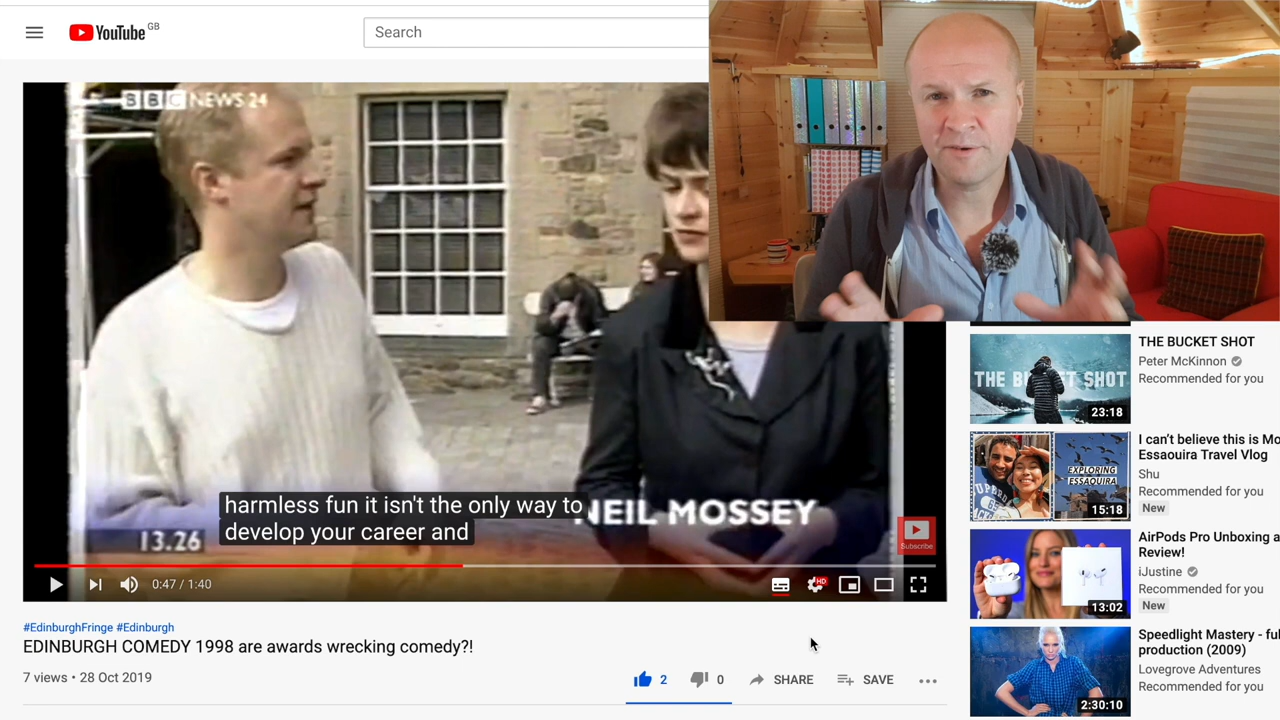 YouTube GB
Search
BBC NEWS 24
harmless fun it isn't the only way to
develop your career and
NEIL MOSSEY
13.26
Subscribe
0:47 / 1:40
HD
#EdinburghFringe #Edinburgh
EDINBURGH COMEDY 1998 are awards wrecking comedy?!
7 views • 28 Oct 2019
2
0
SHARE
SAVE
THE BUCKET SHOT
23:18
THE BUCKET SHOT
Peter McKinnon
Recommended for you
EXPLORING
ESSAOUIRA
15:18
I can't believe this is Mo
Essaouira Travel Vlog
Shu
Recommended for you
New
13:02
AirPods Pro Unboxing a
Review!
iJustine
Recommended for you
New
2:30:10
Speedlight Mastery - ful
production (2009)
Lovegrove Adventures
Recommended for you